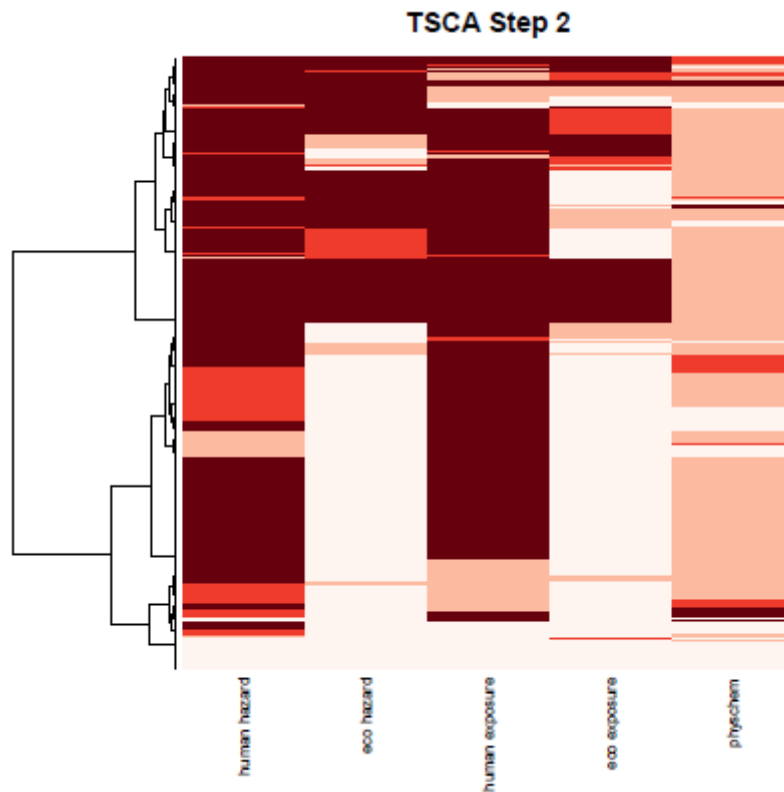 TSCA Step 2
human hazard
eco hazard
human exposure
eco exposure
physchem